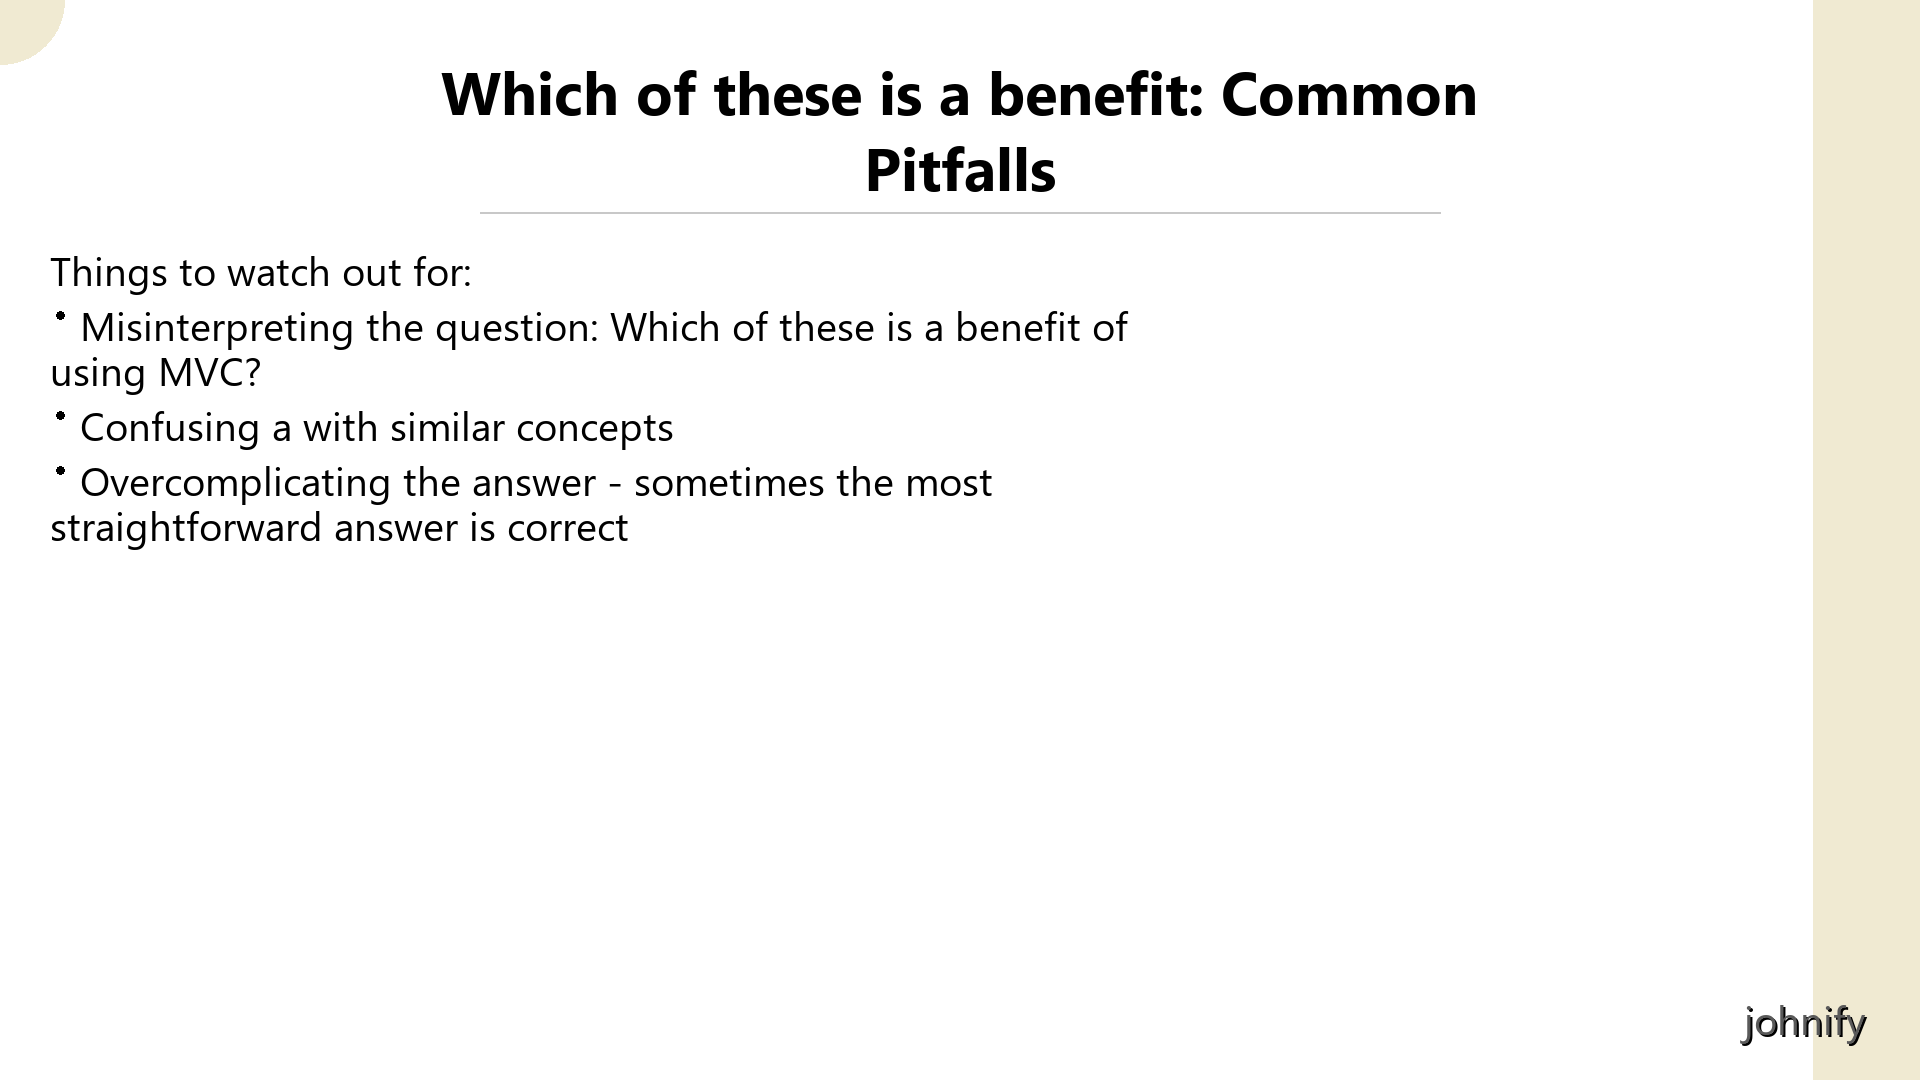 Which of these is a benefit: Common
Pitfalls
Things to watch out for:
• Misinterpreting the question: Which of these is a benefit of
using MVC?
• Confusing a with similar concepts
• Overcomplicating the answer - sometimes the most
straightforward answer is correct
johnify